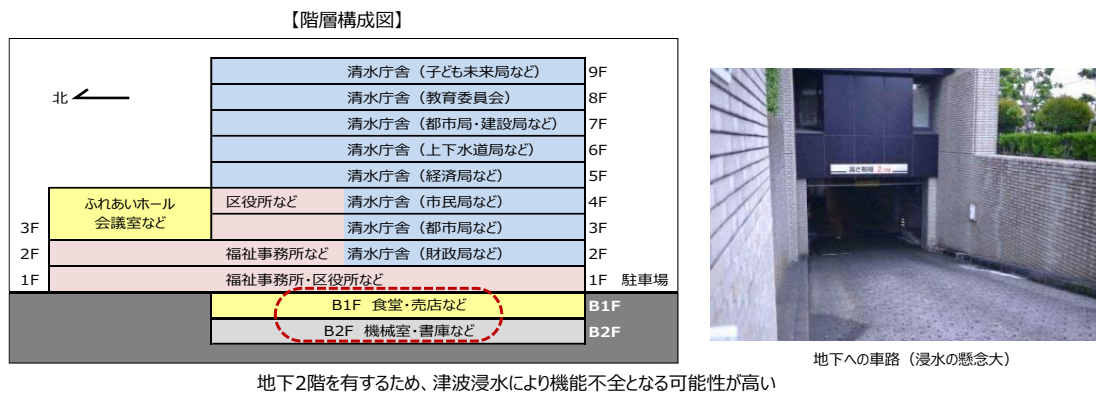 【階層構成図】
北
清水庁舎（子ども未来局など） 9F
清水庁舎（教育委員会） 8F
清水庁舎（都市局・建設局など） 7F
清水庁舎（上下水道局など） 6F
清水庁舎（経済局など） 5F
ふれあいホール
会議室など
区役所など 清水庁舎（市民局など） 4F
3F 清水庁舎（都市局など） 3F
2F 福祉事務所など 清水庁舎（財政局など） 2F
1F 福祉事務所・区役所など 1F 駐車場
B1F 食堂・売店など B1F
B2F 機械室・書庫など B2F
高さ制限
地下への車路（浸水の懸念大）
地下2階を有するため、津波浸水により機能不全となる可能性が高い